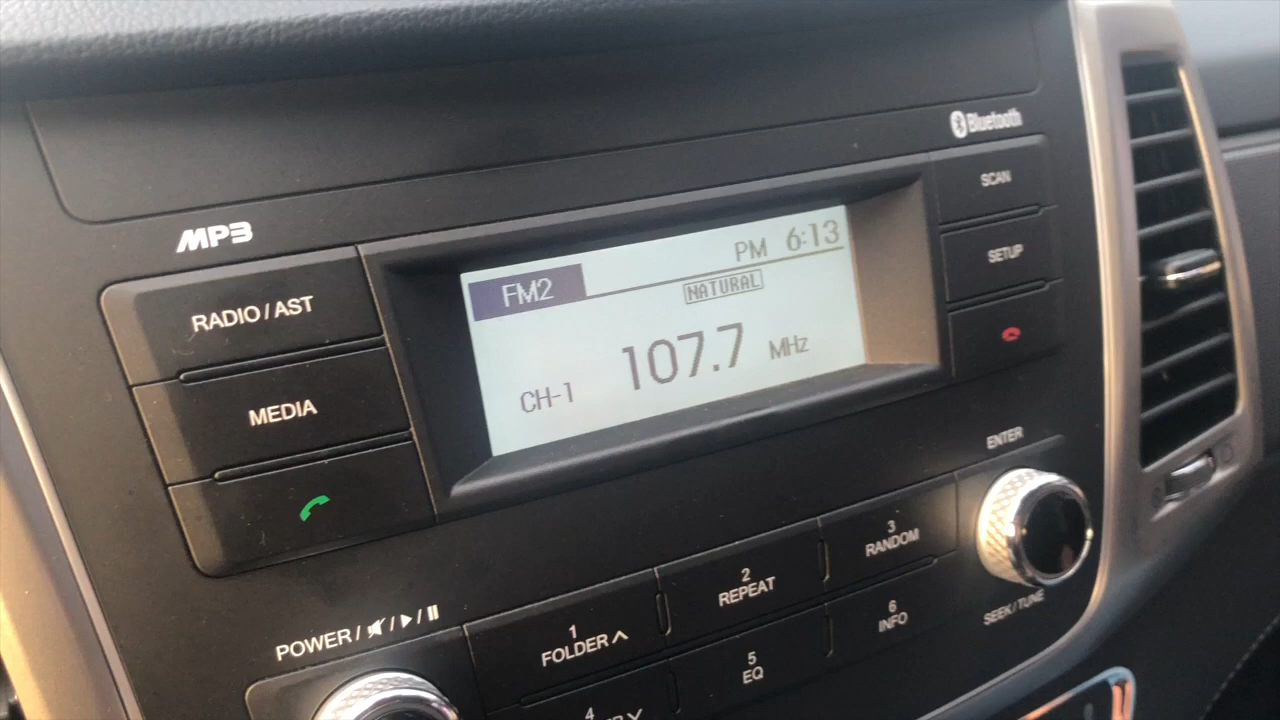 Bluetooth
MP3
SCAN
RADIO / AST
SETUP
MEDIA
FM2
PM 6:13
NATURAL
CH-1 107.7 MHz
ENTER
POWER / / /
1
FOLDER
2
REPEAT
3
RANDOM
4
5
EQ
6
INFO
SEEK / TUNE